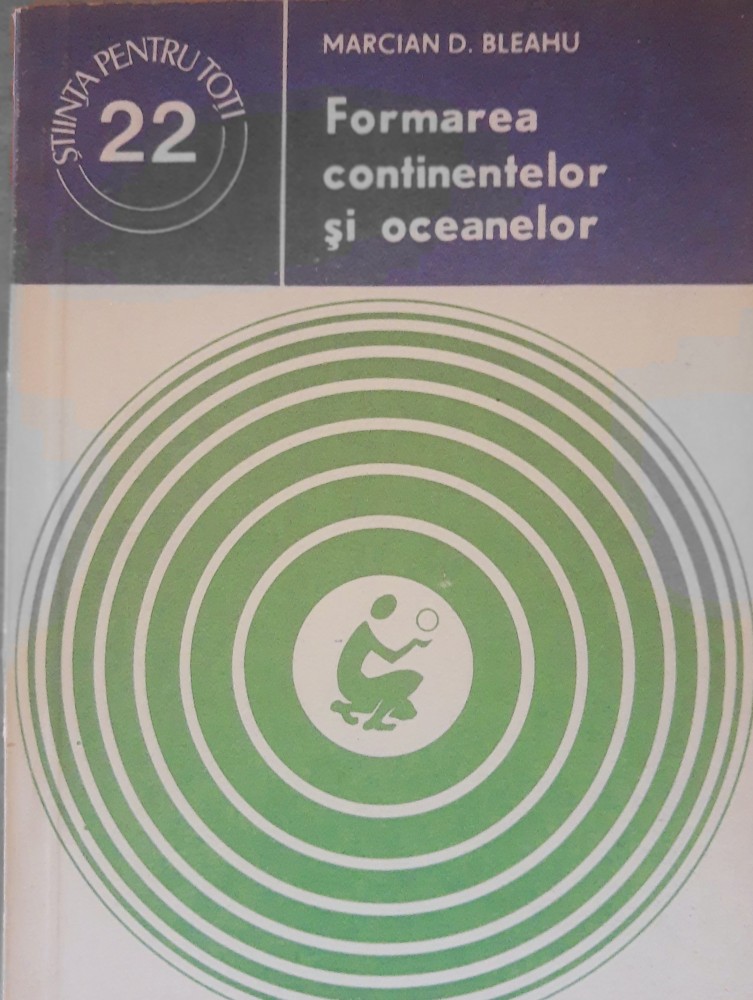 ŞTIINŢA PENTRU TOŢI
22
MARCIAN D. BLEAHU
Formarea
continentelor
şi oceanelor